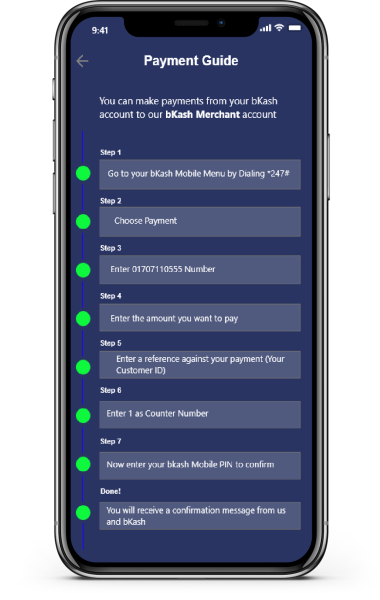 9:41
Payment Guide
You can make payments from your bKash
account to our bKash Merchant account
Step 1
Go to your bKash Mobile Menu by Dialing *247#
Step 2
Choose Payment
Step 3
Enter 01707110555 Number
Step 4
Enter the amount you want to pay
Step 5
Enter a reference against your payment (Your
Customer ID)
Step 6
Enter 1 as Counter Number
Step 7
Now enter your bkash Mobile PIN to confirm
Done!
You will receive a confirmation message from us
and bKash